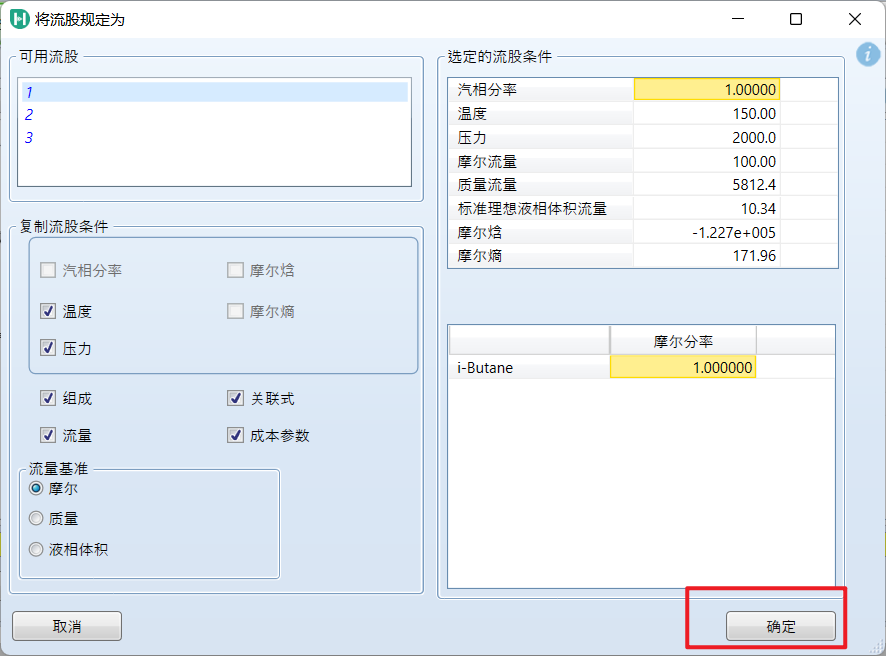 将流股规定为
可用流股
1
2
3
复制流股条件
汽相分率
摩尔焓
温度
摩尔熵
压力
组成
关联式
流量
成本参数
流量基准
摩尔
质量
液相体积
取消
选定的流股条件
汽相分率 1.00000
温度 150.00
压力 2000.0
摩尔流量 100.00
质量流量 5812.4
标准理想液相体积流量 10.34
摩尔焓 -1.227e+005
摩尔熵 171.96
摩尔分率
i-Butane 1.000000
确定